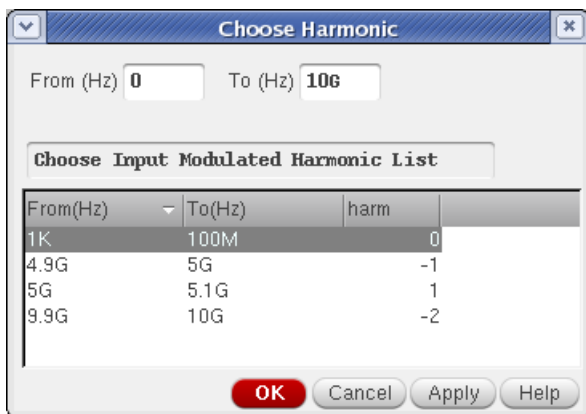 Choose Harmonic
From (Hz) 0 To (Hz) 10G
Choose Input Modulated Harmonic List
From(Hz) To(Hz) harm
1K 100M 0
4.9G 5G -1
5G 5.1G 1
9.9G 10G -2
OK Cancel Apply Help